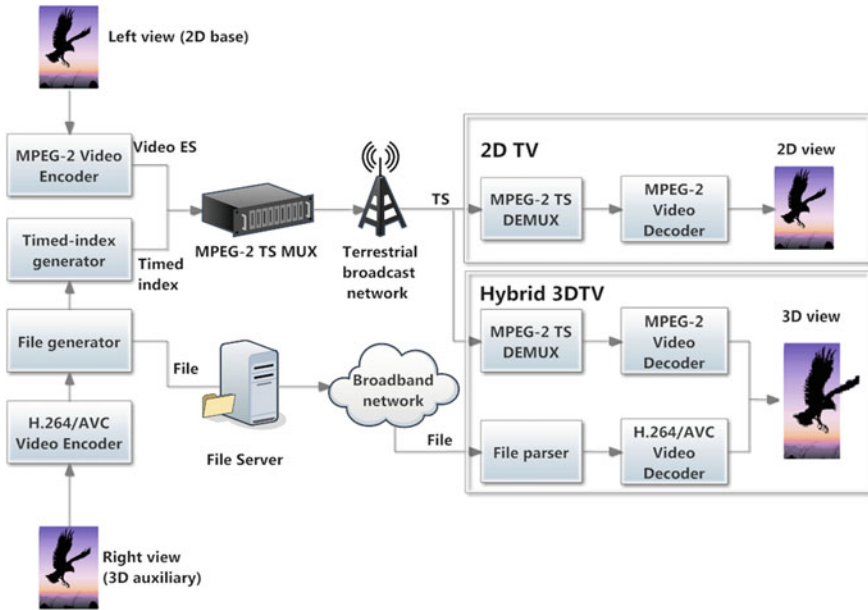 Left view (2D base)
MPEG-2 Video
Encoder
Video ES
Timed-index
generator
Timed
index
MPEG-2 TS MUX
Terrestrial
broadcast
network
TS
File generator
File
File Server
Broadband
network
File
H.264/AVC
Video Encoder
Right view
(3D auxiliary)
2D TV
2D view
MPEG-2 TS
DEMUX
MPEG-2
Video
Decoder
Hybrid 3DTV
3D view
MPEG-2 TS
DEMUX
MPEG-2
Video
Decoder
File parser
H.264/AVC
Video
Decoder